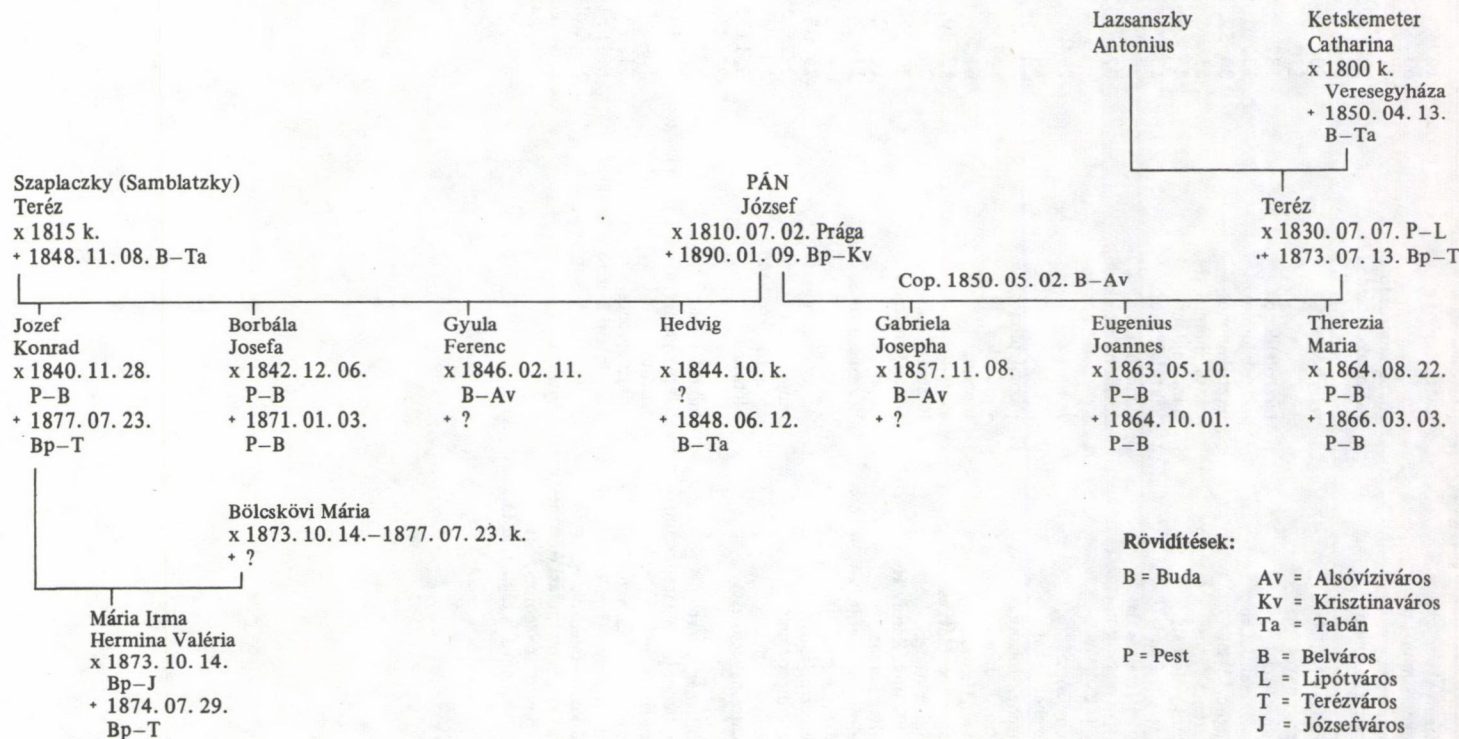 Lazsanszky
Antonius
Ketskemeter
Catharina
x 1800 k.
Veresegyháza
+ 1850. 04. 13.
B–Ta
Szaplaczky (Samblatzky)
Teréz
x 1815 k.
+ 1848. 11. 08. B–Ta
PÁN
József
x 1810. 07. 02. Prága
+ 1890. 01. 09. Bp–Kv
Teréz
x 1830. 07. 07. P–L
+ 1873. 07. 13. Bp–T
Cop. 1850. 05. 02. B–Av
Jozef
Konrad
x 1840. 11. 28.
P–B
+ 1877. 07. 23.
Bp–T
Borbála
Josefa
x 1842. 12. 06.
P–B
+ 1871. 01. 03.
P–B
Gyula
Ferenc
x 1846. 02. 11.
B–Av
+ ?
Hedvig
x 1844. 10. k.
?
+ 1848. 06. 12.
B–Ta
Gabriela
Josepha
x 1857. 11. 08.
B–Av
+ ?
Eugenius
Joannes
x 1863. 05. 10.
P–B
+ 1864. 10. 01.
P–B
Therezia
Maria
x 1864. 08. 22.
P–B
+ 1866. 03. 03.
P–B
Bölcskövi Mária
x 1873. 10. 14.–1877. 07. 23. k.
+ ?
Mária Irma
Hermina Valéria
x 1873. 10. 14.
Bp–J
+ 1874. 07. 29.
Bp–T
Rövidítések:
B = Buda
Av = Alsóvíziváros
Kv = Krisztinaváros
Ta = Tabán
P = Pest
B = Belváros
L = Lipótváros
T = Terézváros
J = Józsefváros